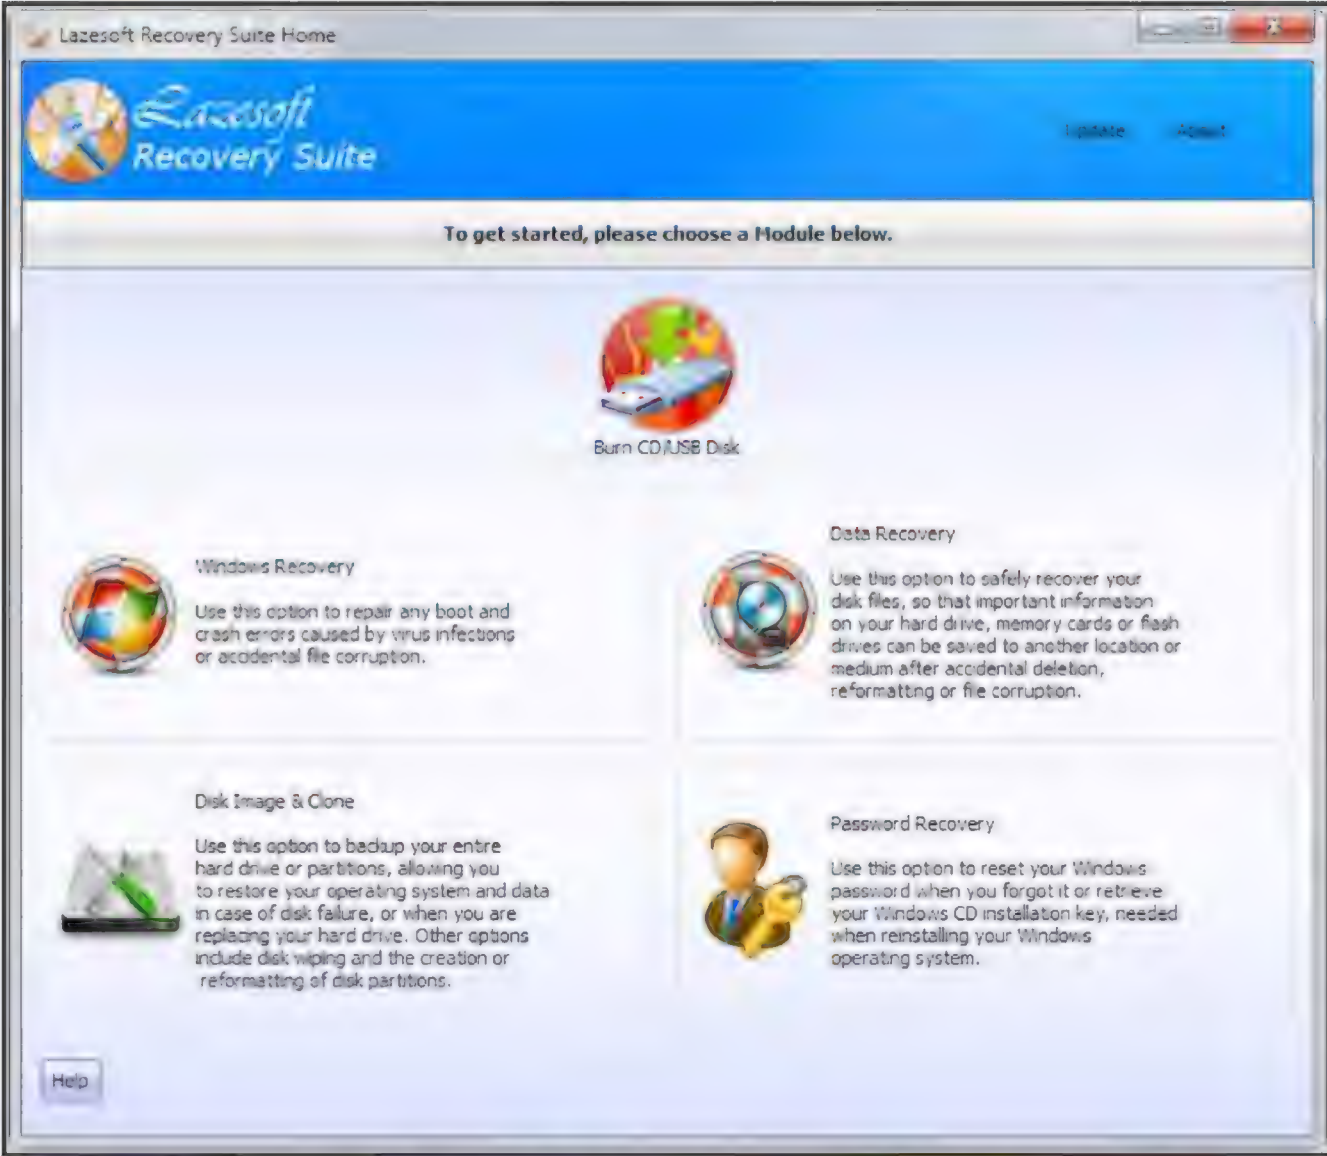 Lazesoft Recovery Suite Home
Lazesoft
Recovery Suite
Update About
To get started, please choose a Module below.
Burn CD/USB Disk
Windows Recovery
Use this option to repair any boot and
crash errors caused by virus infections
or accidental file corruption.
Data Recovery
Use this option to safely recover your
disk files, so that important information
on your hard drive, memory cards or flash
drives can be saved to another location or
medium after accidental deletion,
reformatting or file corruption.
Disk Image & Clone
Use this option to backup your entire
hard drive or partitions, allowing you
to restore your operating system and data
in case of disk failure, or when you are
replacing your hard drive. Other options
include disk wiping and the creation or
reformatting of disk partitions.
Password Recovery
Use this option to reset your Windows
password when you forgot it or retrieve
your Windows CD installation key, needed
when reinstalling your Windows
operating system.
Help